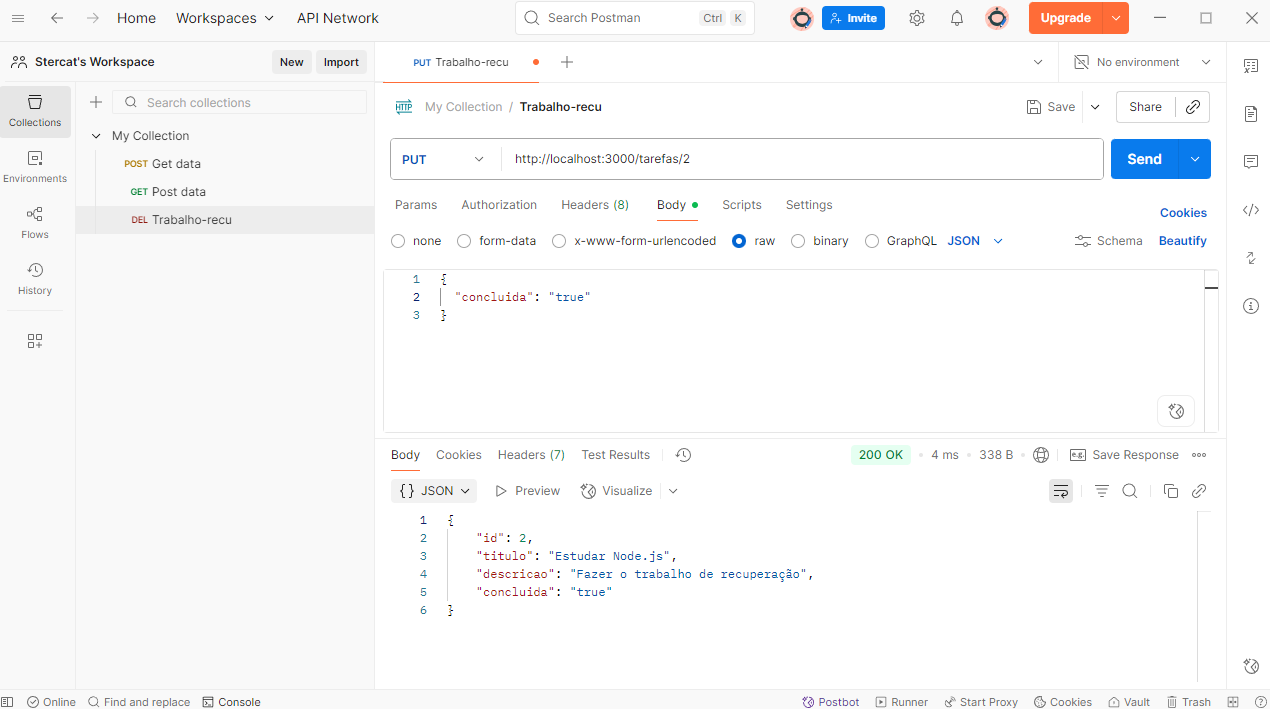 Home Workspaces API Network Search Postman Ctrl K Invite Upgrade
Stercat's Workspace New Import PUT Trabalho-recu No environment
Collections
Environments
Flows
History
Search collections
My Collection
POST Get data
GET Post data
DEL Trabalho-recu
HTTP My Collection / Trabalho-recu Save Share
PUT http://localhost:3000/tarefas/2 Send
Params Authorization Headers (8) Body Scripts Settings Cookies
none form-data x-www-form-urlencoded raw binary GraphQL JSON Schema Beautify
1 {
2 "concluida": "true"
3 }
Body Cookies Headers (7) Test Results 200 OK 4 ms 338 B e.g. Save Response
{} JSON Preview Visualize
1 {
2 "id": 2,
3 "titulo": "Estudar Node.js",
4 "descricao": "Fazer o trabalho de recuperação",
5 "concluida": "true"
6 }
Online Find and replace Console Postbot Runner Start Proxy Cookies Vault Trash